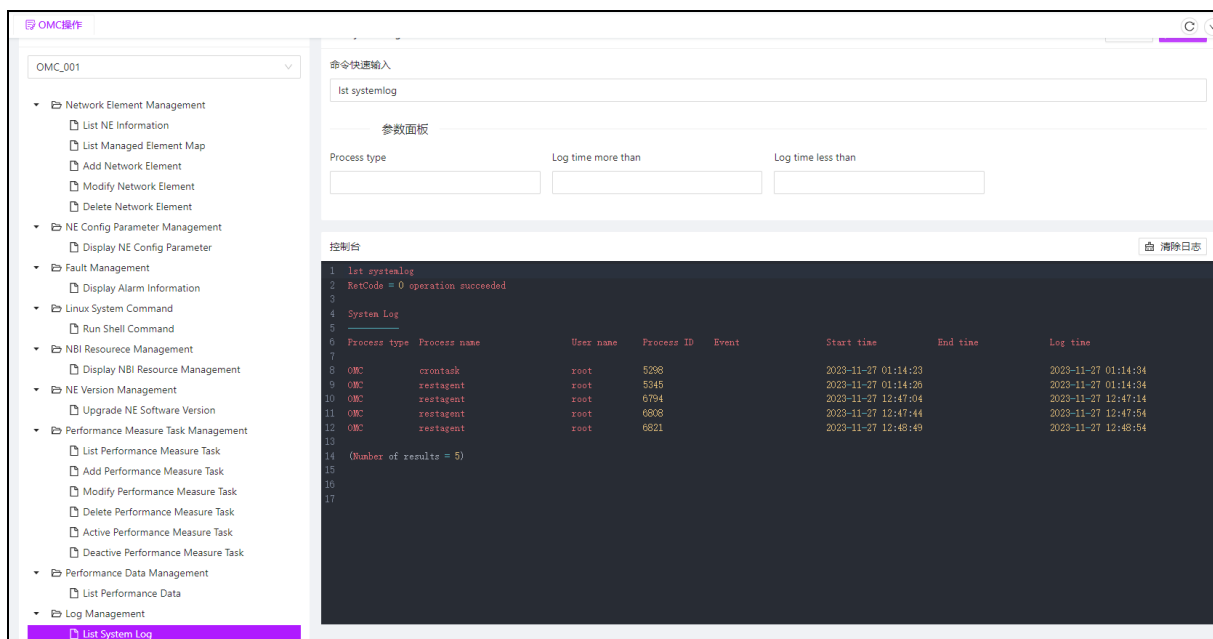 OMC操作
OMC_001
Network Element Management
List NE Information
List Managed Element Map
Add Network Element
Modify Network Element
Delete Network Element
NE Config Parameter Management
Display NE Config Parameter
Fault Management
Display Alarm Information
Linux System Command
Run Shell Command
NBI Resourece Management
Display NBI Resource Management
NE Version Management
Upgrade NE Software Version
Performance Measure Task Management
List Performance Measure Task
Add Performance Measure Task
Modify Performance Measure Task
Delete Performance Measure Task
Active Performance Measure Task
Deactive Performance Measure Task
Performance Data Management
List Performance Data
Log Management
List System Log
命令快速输入
lst systemlog
参数面板
Process type Log time more than Log time less than
控制台 清除日志
1 lst systemlog
2 RetCode = 0 operation succeeded
3
4 System Log
5 ----------
6 Process type Process name User name Process ID Event Start time End time Log time
7
8 OMC crontask root 5298 2023-11-27 01:14:23 2023-11-27 01:14:34
9 OMC restagent root 5345 2023-11-27 01:14:26 2023-11-27 01:14:34
10 OMC restagent root 6794 2023-11-27 12:47:04 2023-11-27 12:47:14
11 OMC restagent root 6808 2023-11-27 12:47:44 2023-11-27 12:47:54
12 OMC restagent root 6821 2023-11-27 12:48:49 2023-11-27 12:48:54
13
14 (Number of results = 5)
15
16
17